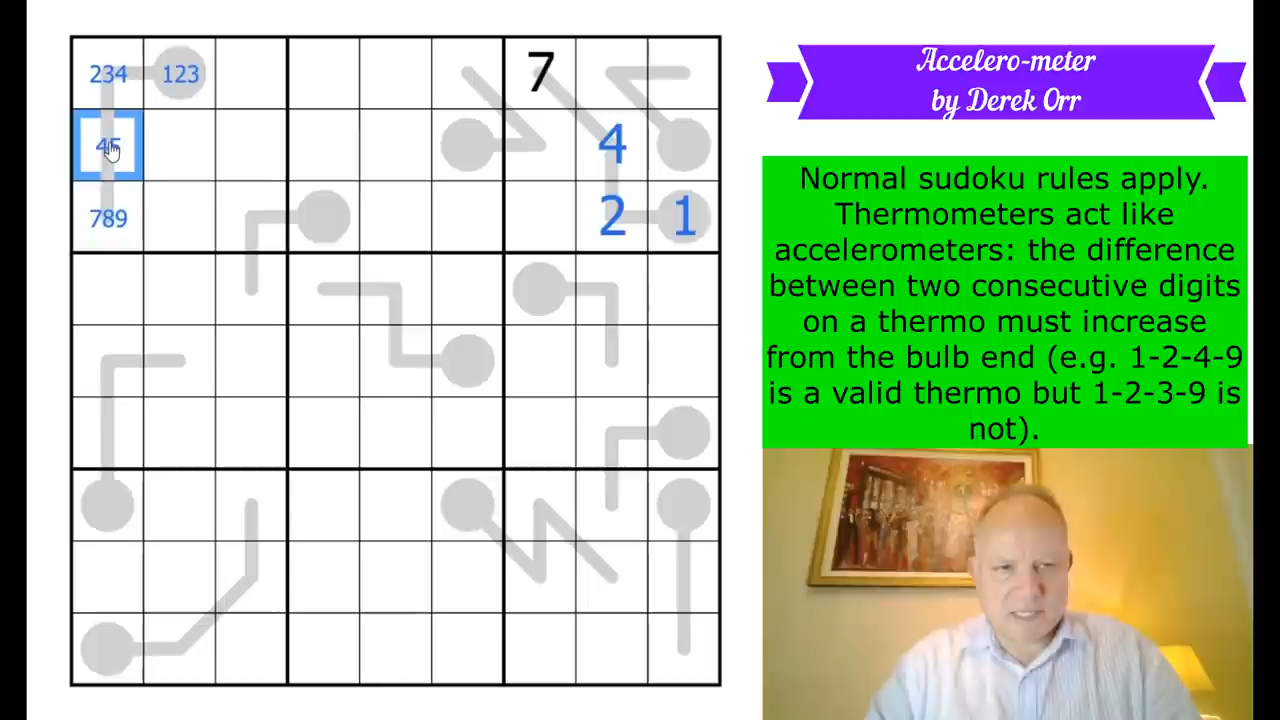 Accelero-meter
by Derek Orr
234 123 7
45 4
789 2 1
Normal sudoku rules apply.
Thermometers act like
accelerometers: the difference
between two consecutive digits
on a thermo must increase
from the bulb end (e.g. 1-2-4-9
is a valid thermo but 1-2-3-9 is
not).